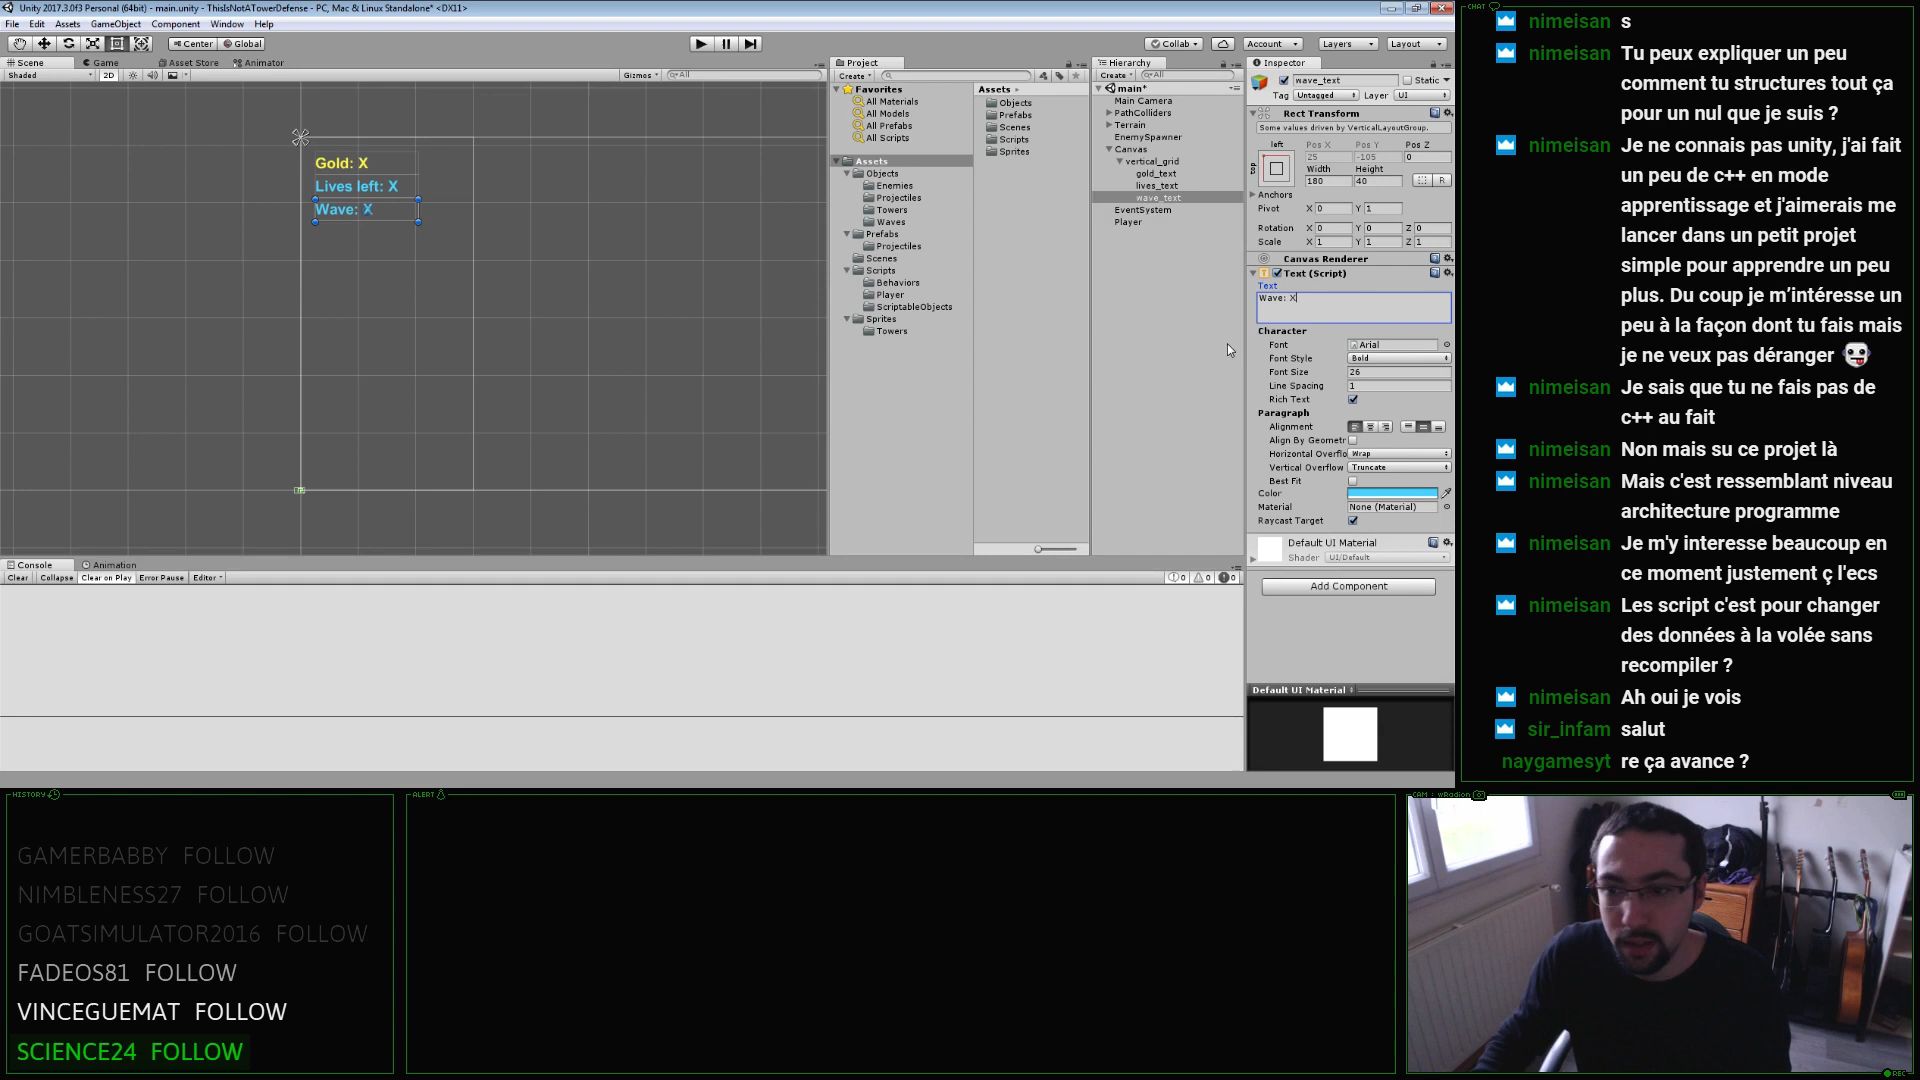 Unity 2017.3.0f3 Personal (64bit) - main.unity - ThisIsNotATowerDefense - PC, Mac & Linux Standalone* <DX11>
File Edit Assets GameObject Component Window Help
Center Global
Collab Account Layers Layout
Scene Game Asset Store Animator
Shaded 2D Gizmos All
Gold: X
Lives left: X
Wave: X
Project
Create
Favorites
All Materials
All Models
All Prefabs
All Scripts
Assets
Objects
Enemies
Projectiles
Towers
Waves
Prefabs
Projectiles
Scenes
Scripts
Behaviors
Player
ScriptableObjects
Sprites
Towers
Assets
Objects
Prefabs
Scenes
Scripts
Sprites
Hierarchy
Create All
main*
Main Camera
PathColliders
Terrain
EnemySpawner
Canvas
vertical_grid
gold_text
lives_text
wave_text
EventSystem
Player
Inspector
wave_text Static
Tag Untagged Layer UI
Rect Transform
Some values driven by VerticalLayoutGroup.
left Pos X Pos Y Pos Z
top 25 -105 0
Width Height
180 40 R
Anchors
Pivot X 0 Y 1
Rotation X 0 Y 0 Z 0
Scale X 1 Y 1 Z 1
Canvas Renderer
Text (Script)
Text
Wave: X
Character
Font Arial
Font Style Bold
Font Size 26
Line Spacing 1
Rich Text
Paragraph
Alignment
Align By Geometr
Horizontal Overflo Wrap
Vertical Overflow Truncate
Best Fit
Color
Material None (Material)
Raycast Target
Default UI Material
Shader UI/Default
Add Component
Default UI Material
Console Animation
Clear Collapse Clear on Play Error Pause Editor
0 0 0
CHAT
nimeisan s
nimeisan Tu peux expliquer un peu
comment tu structures tout ça
pour un nul que je suis ?
nimeisan Je ne connais pas unity, j'ai fait
un peu de c++ en mode
apprentissage et j'aimerais me
lancer dans un petit projet
simple pour apprendre un peu
plus. Du coup je m’intéresse un
peu à la façon dont tu fais mais
je ne veux pas déranger
nimeisan Je sais que tu ne fais pas de
c++ au fait
nimeisan Non mais su ce projet là
nimeisan Mais c'est ressemblant niveau
architecture programme
nimeisan Je m'y interesse beaucoup en
ce moment justement ç l'ecs
nimeisan Les script c'est pour changer
des données à la volée sans
recompiler ?
nimeisan Ah oui je vois
sir_infam salut
naygamesyt re ça avance ?
HISTORY
GAMERBABBY FOLLOW
NIMBLENESS27 FOLLOW
GOATSIMULATOR2016 FOLLOW
FADEOS81 FOLLOW
VINCEGUEMAT FOLLOW
SCIENCE24 FOLLOW
ALERT
CAM : wRadion
REC